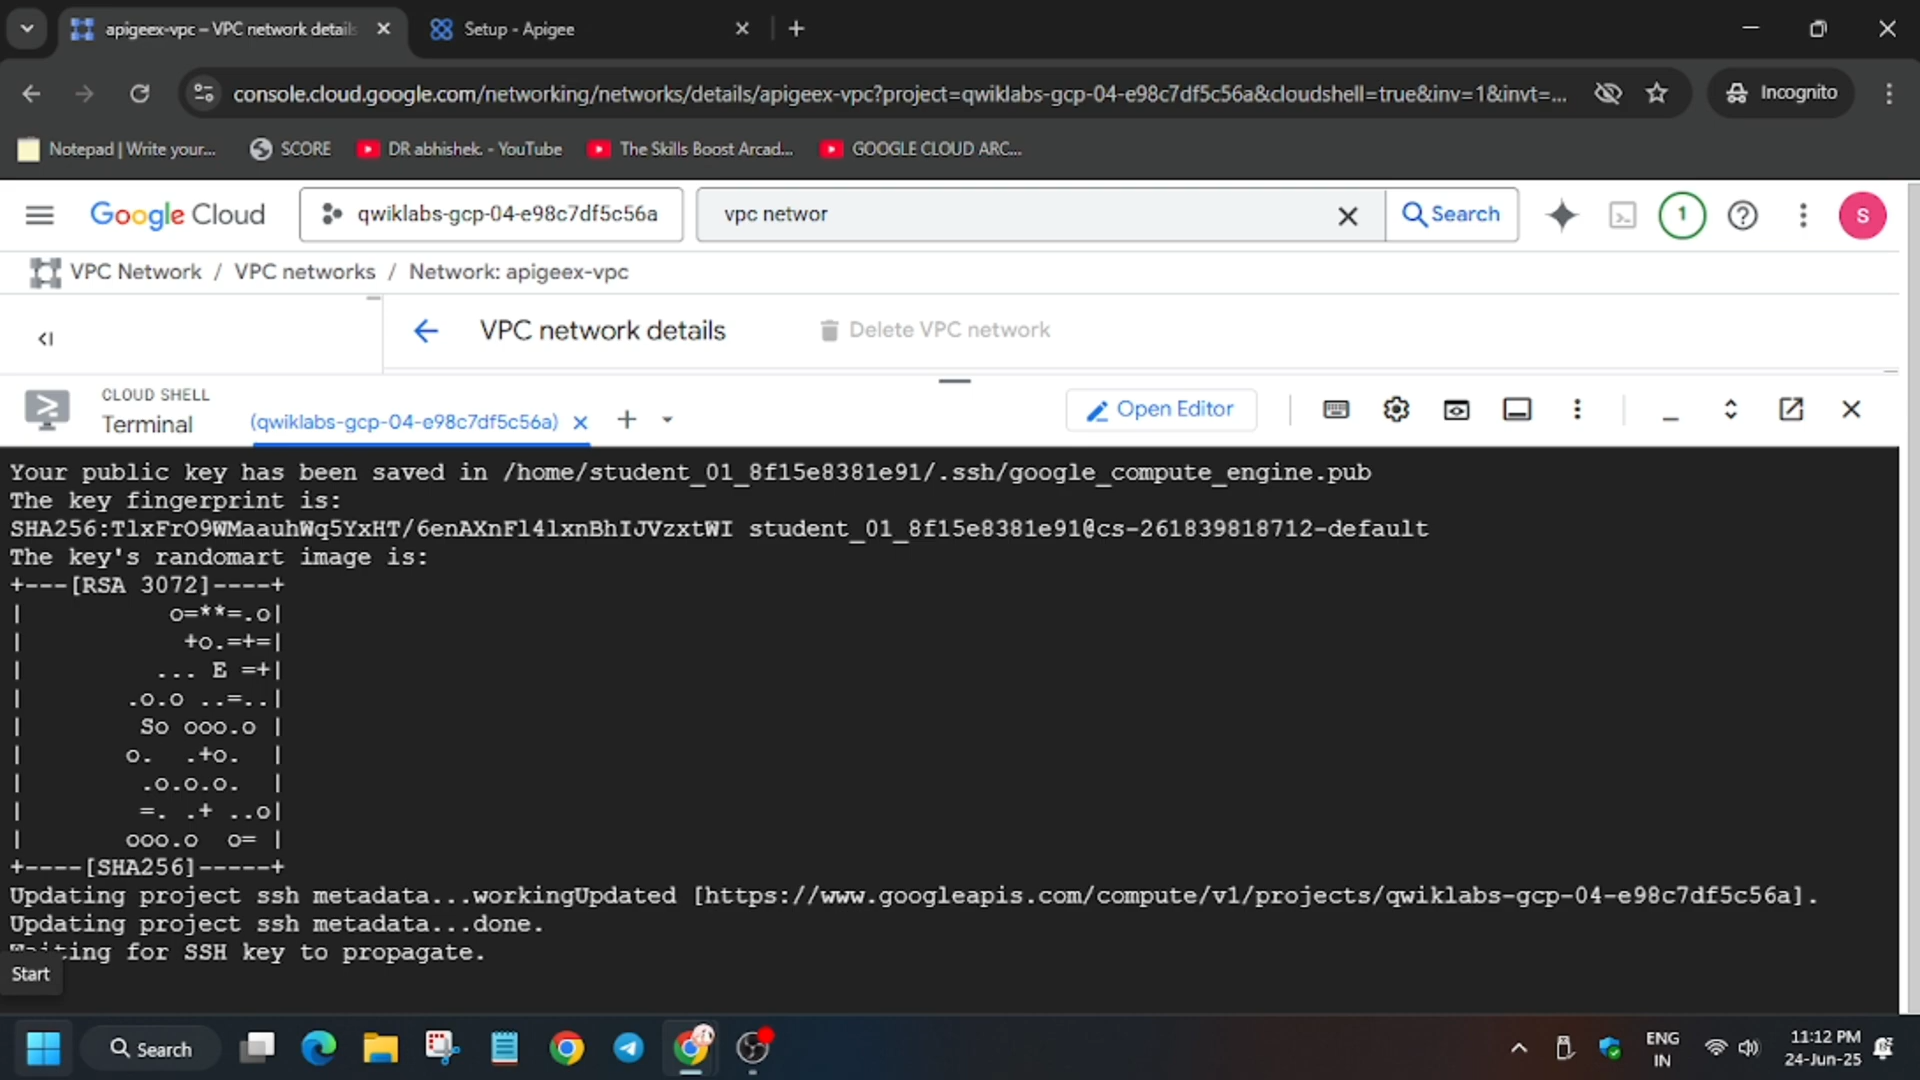 apigeex-vpc – VPC network details
Setup - Apigee
console.cloud.google.com/networking/networks/details/apigeex-vpc?project=qwiklabs-gcp-04-e98c7df5c56a&cloudshell=true&inv=1&invt=...
Incognito
Notepad | Write your...
SCORE
DR abhishek. - YouTube
The Skills Boost Arcad...
GOOGLE CLOUD ARC...
Google Cloud
qwiklabs-gcp-04-e98c7df5c56a
vpc networ
Search
1
S
VPC Network / VPC networks / Network: apigeex-vpc
VPC network details
Delete VPC network
CLOUD SHELL
Terminal
(qwiklabs-gcp-04-e98c7df5c56a)
Open Editor
Your public key has been saved in /home/student_01_8f15e8381e91/.ssh/google_compute_engine.pub
The key fingerprint is:
SHA256:TlxFrO9WMaauhWq5YxHT/6enAXnFl4lxnBhIJVzxtWI student_01_8f15e8381e91@cs-261839818712-default
The key's randomart image is:
+---[RSA 3072]----+
|          o=**=.o|
|           +o.=+=|
|         ... E =+|
|       .o.o ..=..|
|        So ooo.o |
|       o.  .+o.  |
|        .o.o.o.  |
|        =. .+ ..o|
|       ooo.o  o= |
+----[SHA256]-----+
Updating project ssh metadata...workingUpdated [https://www.googleapis.com/compute/v1/projects/qwiklabs-gcp-04-e98c7df5c56a].
Updating project ssh metadata...done.
Waiting for SSH key to propagate.
Start
Search
ENG
IN
11:12 PM
24-Jun-25